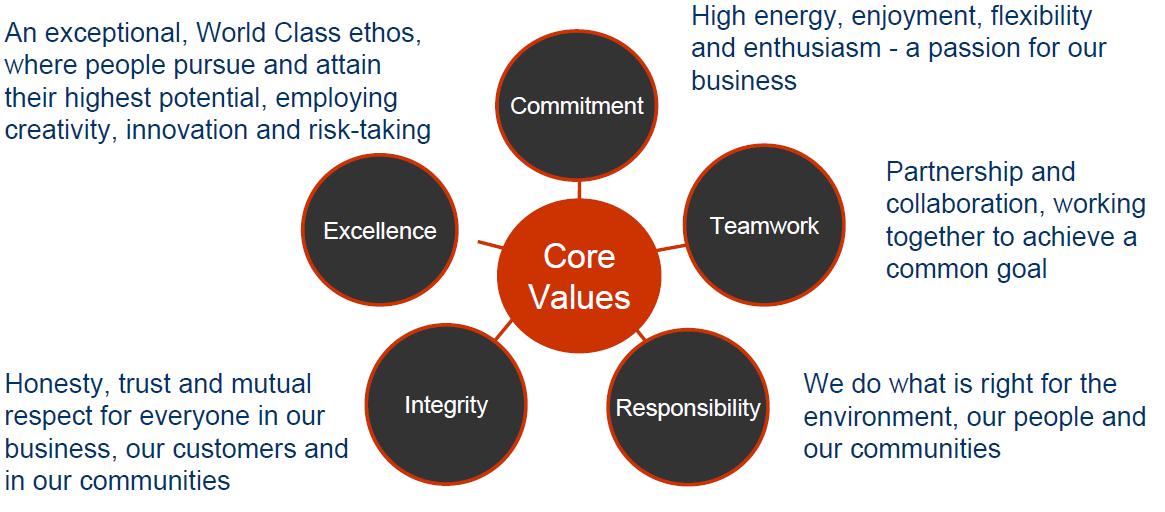 An exceptional, World Class ethos,
where people pursue and attain
their highest potential, employing
creativity, innovation and risk-taking
High energy, enjoyment, flexibility
and enthusiasm - a passion for our
business
Commitment
Excellence
Teamwork
Partnership and
collaboration, working
together to achieve a
common goal
Core
Values
Integrity
Responsibility
Honesty, trust and mutual
respect for everyone in our
business, our customers and
in our communities
We do what is right for the
environment, our people and
our communities